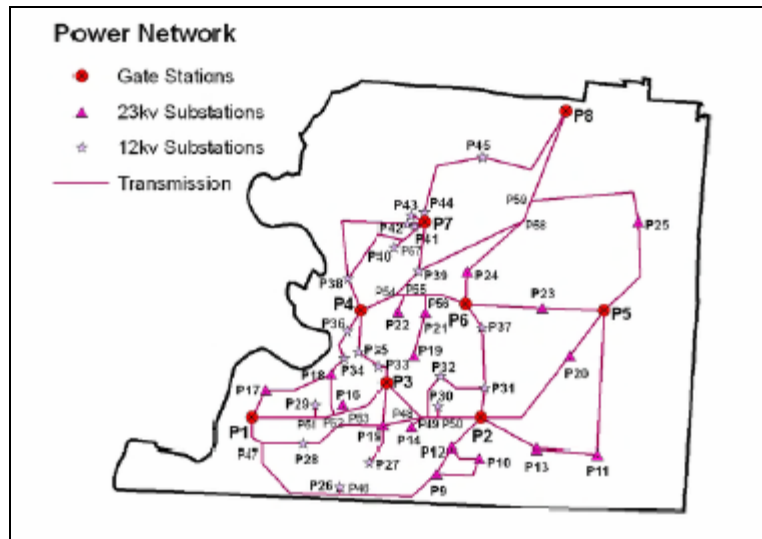 Power Network
Gate Stations
23kv Substations
12kv Substations
Transmission
P8
P45
P59
P43
P44
P42
P7
P58
P25
P41
P40
P67
P38
P39
P24
P54
P55
P4
P6
P23
P5
P56
P36
P22
P21
P37
P35
P19
P20
P34
P33
P32
P18
P3
P17
P31
P29
P16
P30
P1
P61
P62
P63
P48
P49
P50
P2
P15
P14
P47
P28
P12
P27
P10
P13
P11
P9
P26
P46